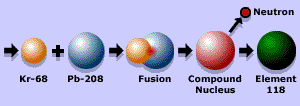 Neutron
Kr-68 Pb-208 Fusion Compound Element
Nucleus 118